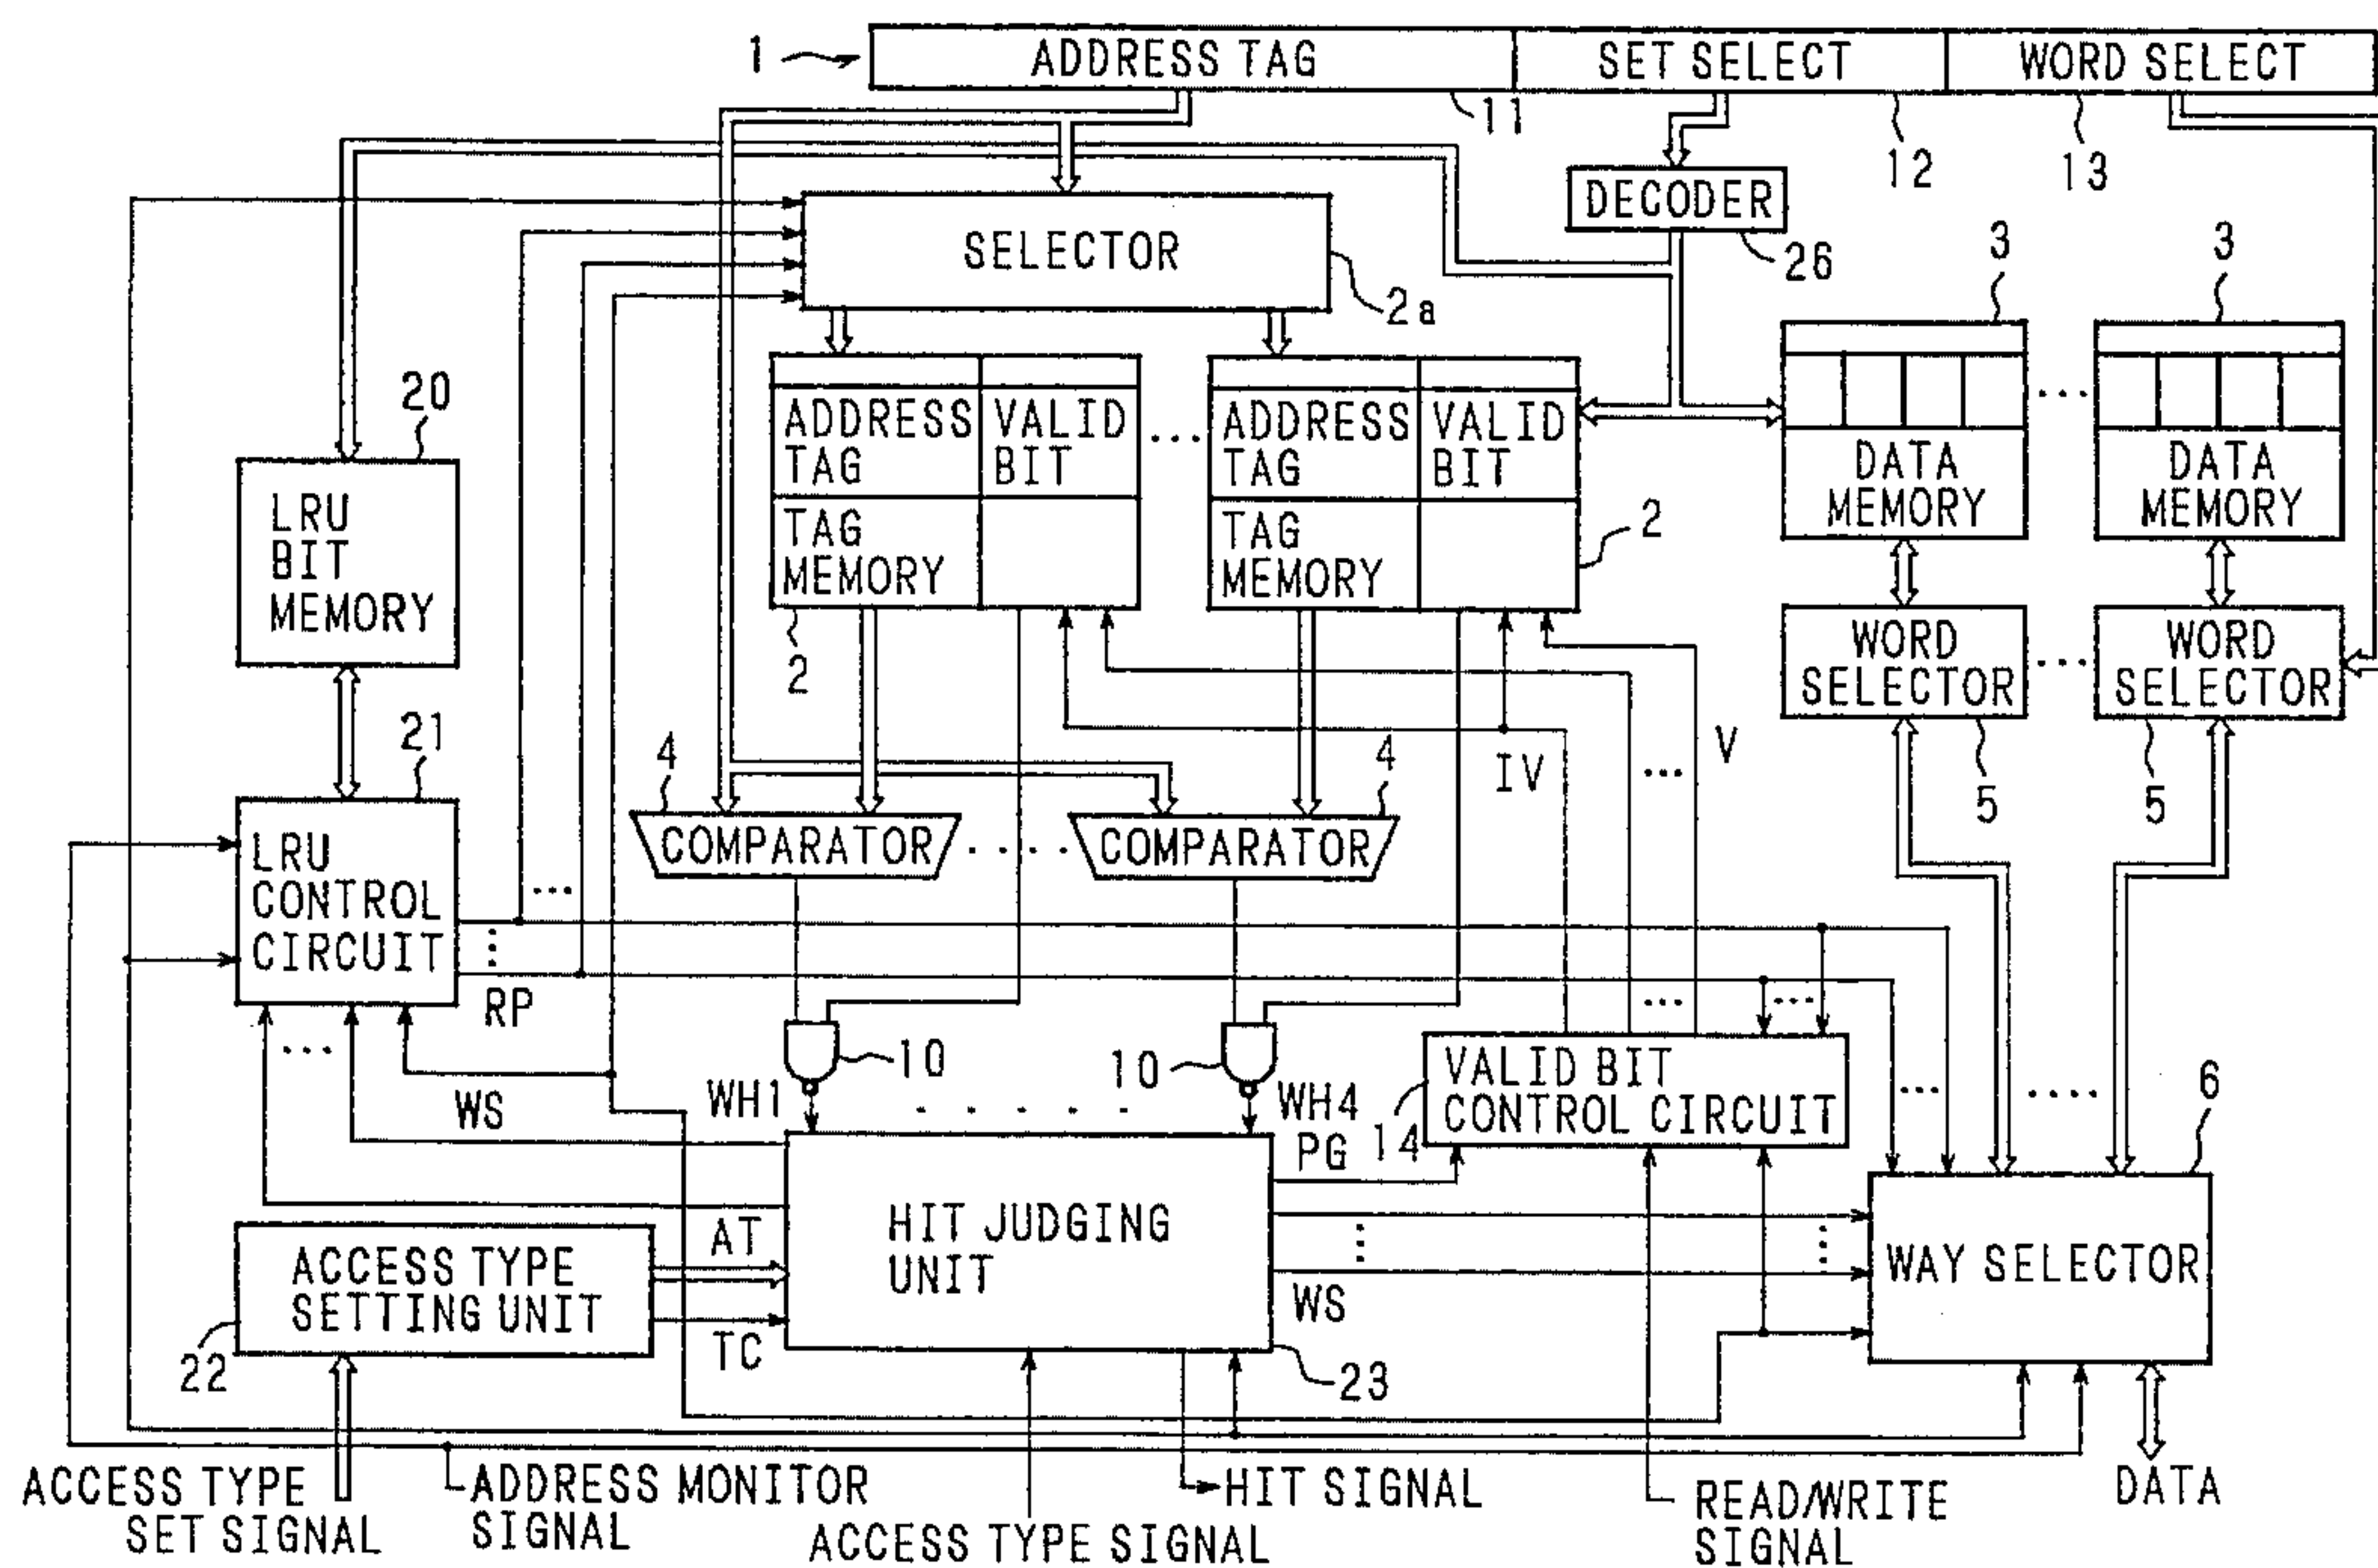 1
ADDRESS TAG
SET SELECT
WORD SELECT
11
12
13
DECODER
26
SELECTOR
2a
3
3
20
ADDRESS
TAG
VALID
BIT
...
ADDRESS
TAG
VALID
BIT
...
TAG
MEMORY
TAG
MEMORY
2
2
DATA
MEMORY
DATA
MEMORY
LRU
BIT
MEMORY
WORD
SELECTOR
...
WORD
SELECTOR
5
5
21
4
4
IV
...
V
COMPARATOR
....
COMPARATOR
LRU
CONTROL
CIRCUIT
...
RP
...
WS
10
10
WH1
WH4
PG
14
VALID BIT
CONTROL CIRCUIT
...
...
...
....
6
AT
TC
HIT JUDGING
UNIT
WS
WAY SELECTOR
ACCESS TYPE
SETTING UNIT
22
23
ACCESS TYPE
SET SIGNAL
ADDRESS MONITOR
SIGNAL
ACCESS TYPE SIGNAL
HIT SIGNAL
READ/WRITE
SIGNAL
DATA